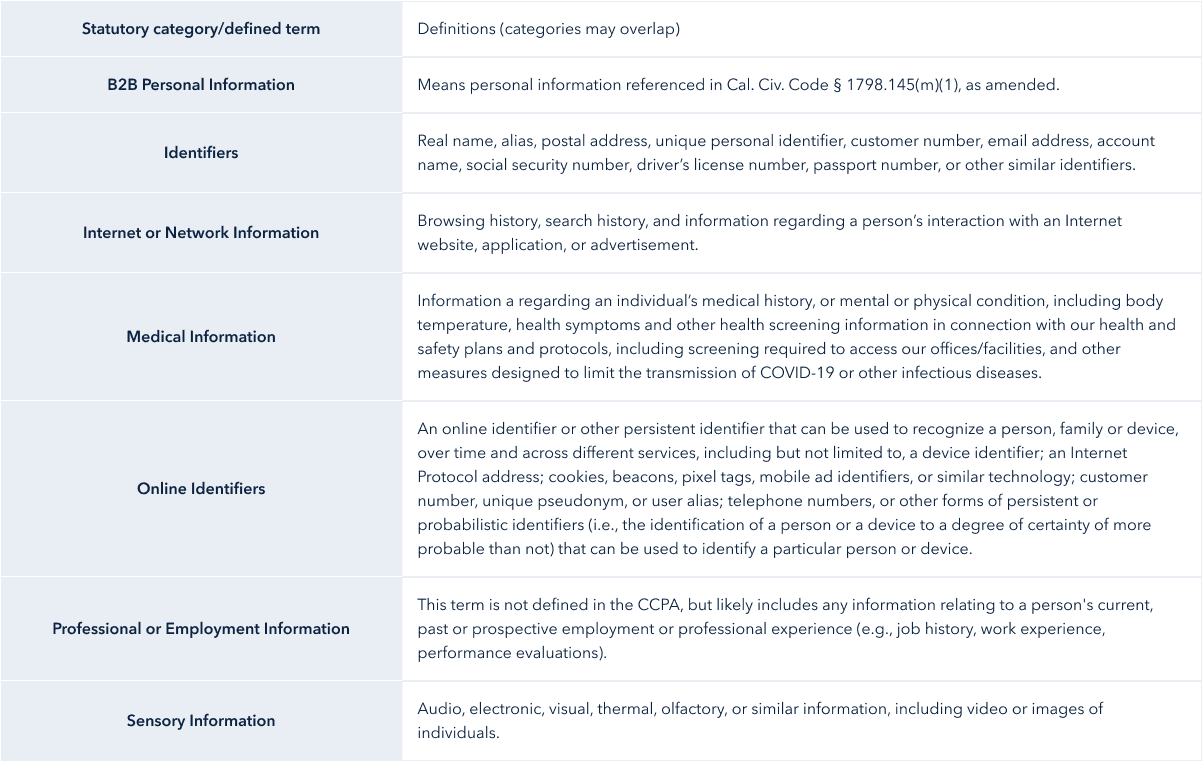 Statutory category/defined term
Definitions (categories may overlap)
B2B Personal Information
Means personal information referenced in Cal. Civ. Code § 1798.145(m)(1), as amended.
Identifiers
Real name, alias, postal address, unique personal identifier, customer number, email address, account
name, social security number, driver’s license number, passport number, or other similar identifiers.
Internet or Network Information
Browsing history, search history, and information regarding a person’s interaction with an Internet
website, application, or advertisement.
Medical Information
Information a regarding an individual’s medical history, or mental or physical condition, including body
temperature, health symptoms and other health screening information in connection with our health and
safety plans and protocols, including screening required to access our offices/facilities, and other
measures designed to limit the transmission of COVID-19 or other infectious diseases.
Online Identifiers
An online identifier or other persistent identifier that can be used to recognize a person, family or device,
over time and across different services, including but not limited to, a device identifier; an Internet
Protocol address; cookies, beacons, pixel tags, mobile ad identifiers, or similar technology; customer
number, unique pseudonym, or user alias; telephone numbers, or other forms of persistent or
probabilistic identifiers (i.e., the identification of a person or a device to a degree of certainty of more
probable than not) that can be used to identify a particular person or device.
Professional or Employment Information
This term is not defined in the CCPA, but likely includes any information relating to a person's current,
past or prospective employment or professional experience (e.g., job history, work experience,
performance evaluations).
Sensory Information
Audio, electronic, visual, thermal, olfactory, or similar information, including video or images of
individuals.